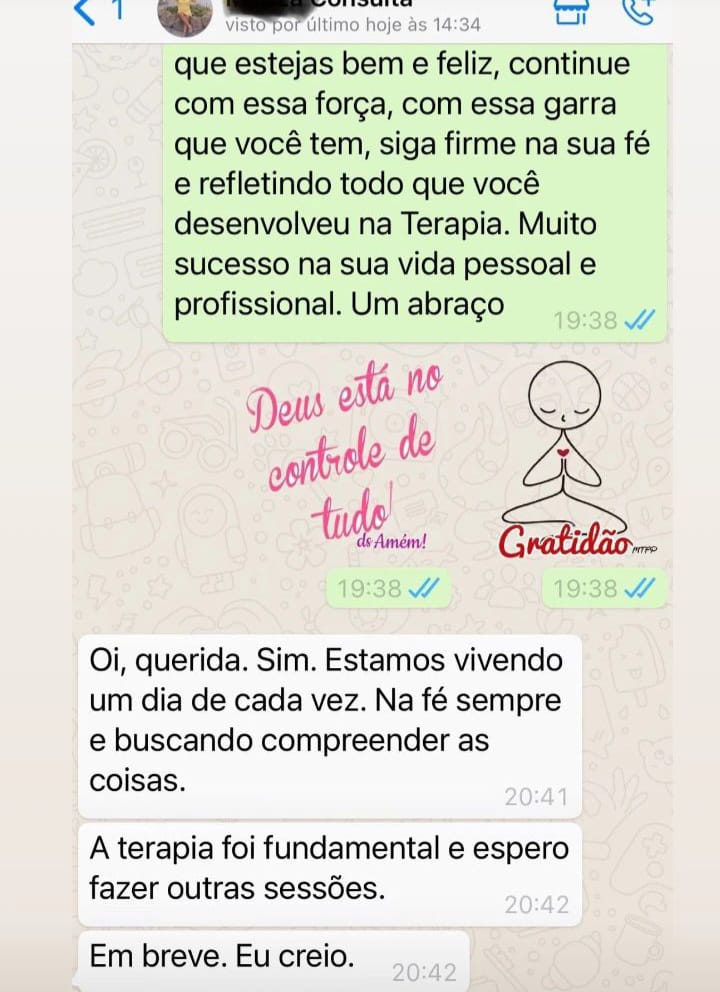 1
Consulta
visto por último hoje às 14:34
que estejas bem e feliz, continue
com essa força, com essa garra
que você tem, siga firme na sua fé
e refletindo todo que você
desenvolveu na Terapia. Muito
sucesso na sua vida pessoal e
profissional. Um abraço
19:38
Deus está no
controle de
tudo!
ds Amém!
19:38
Gratidão
MTPP
19:38
Oi, querida. Sim. Estamos vivendo
um dia de cada vez. Na fé sempre
e buscando compreender as
coisas.
20:41
A terapia foi fundamental e espero
fazer outras sessões.
20:42
Em breve. Eu creio.
20:42